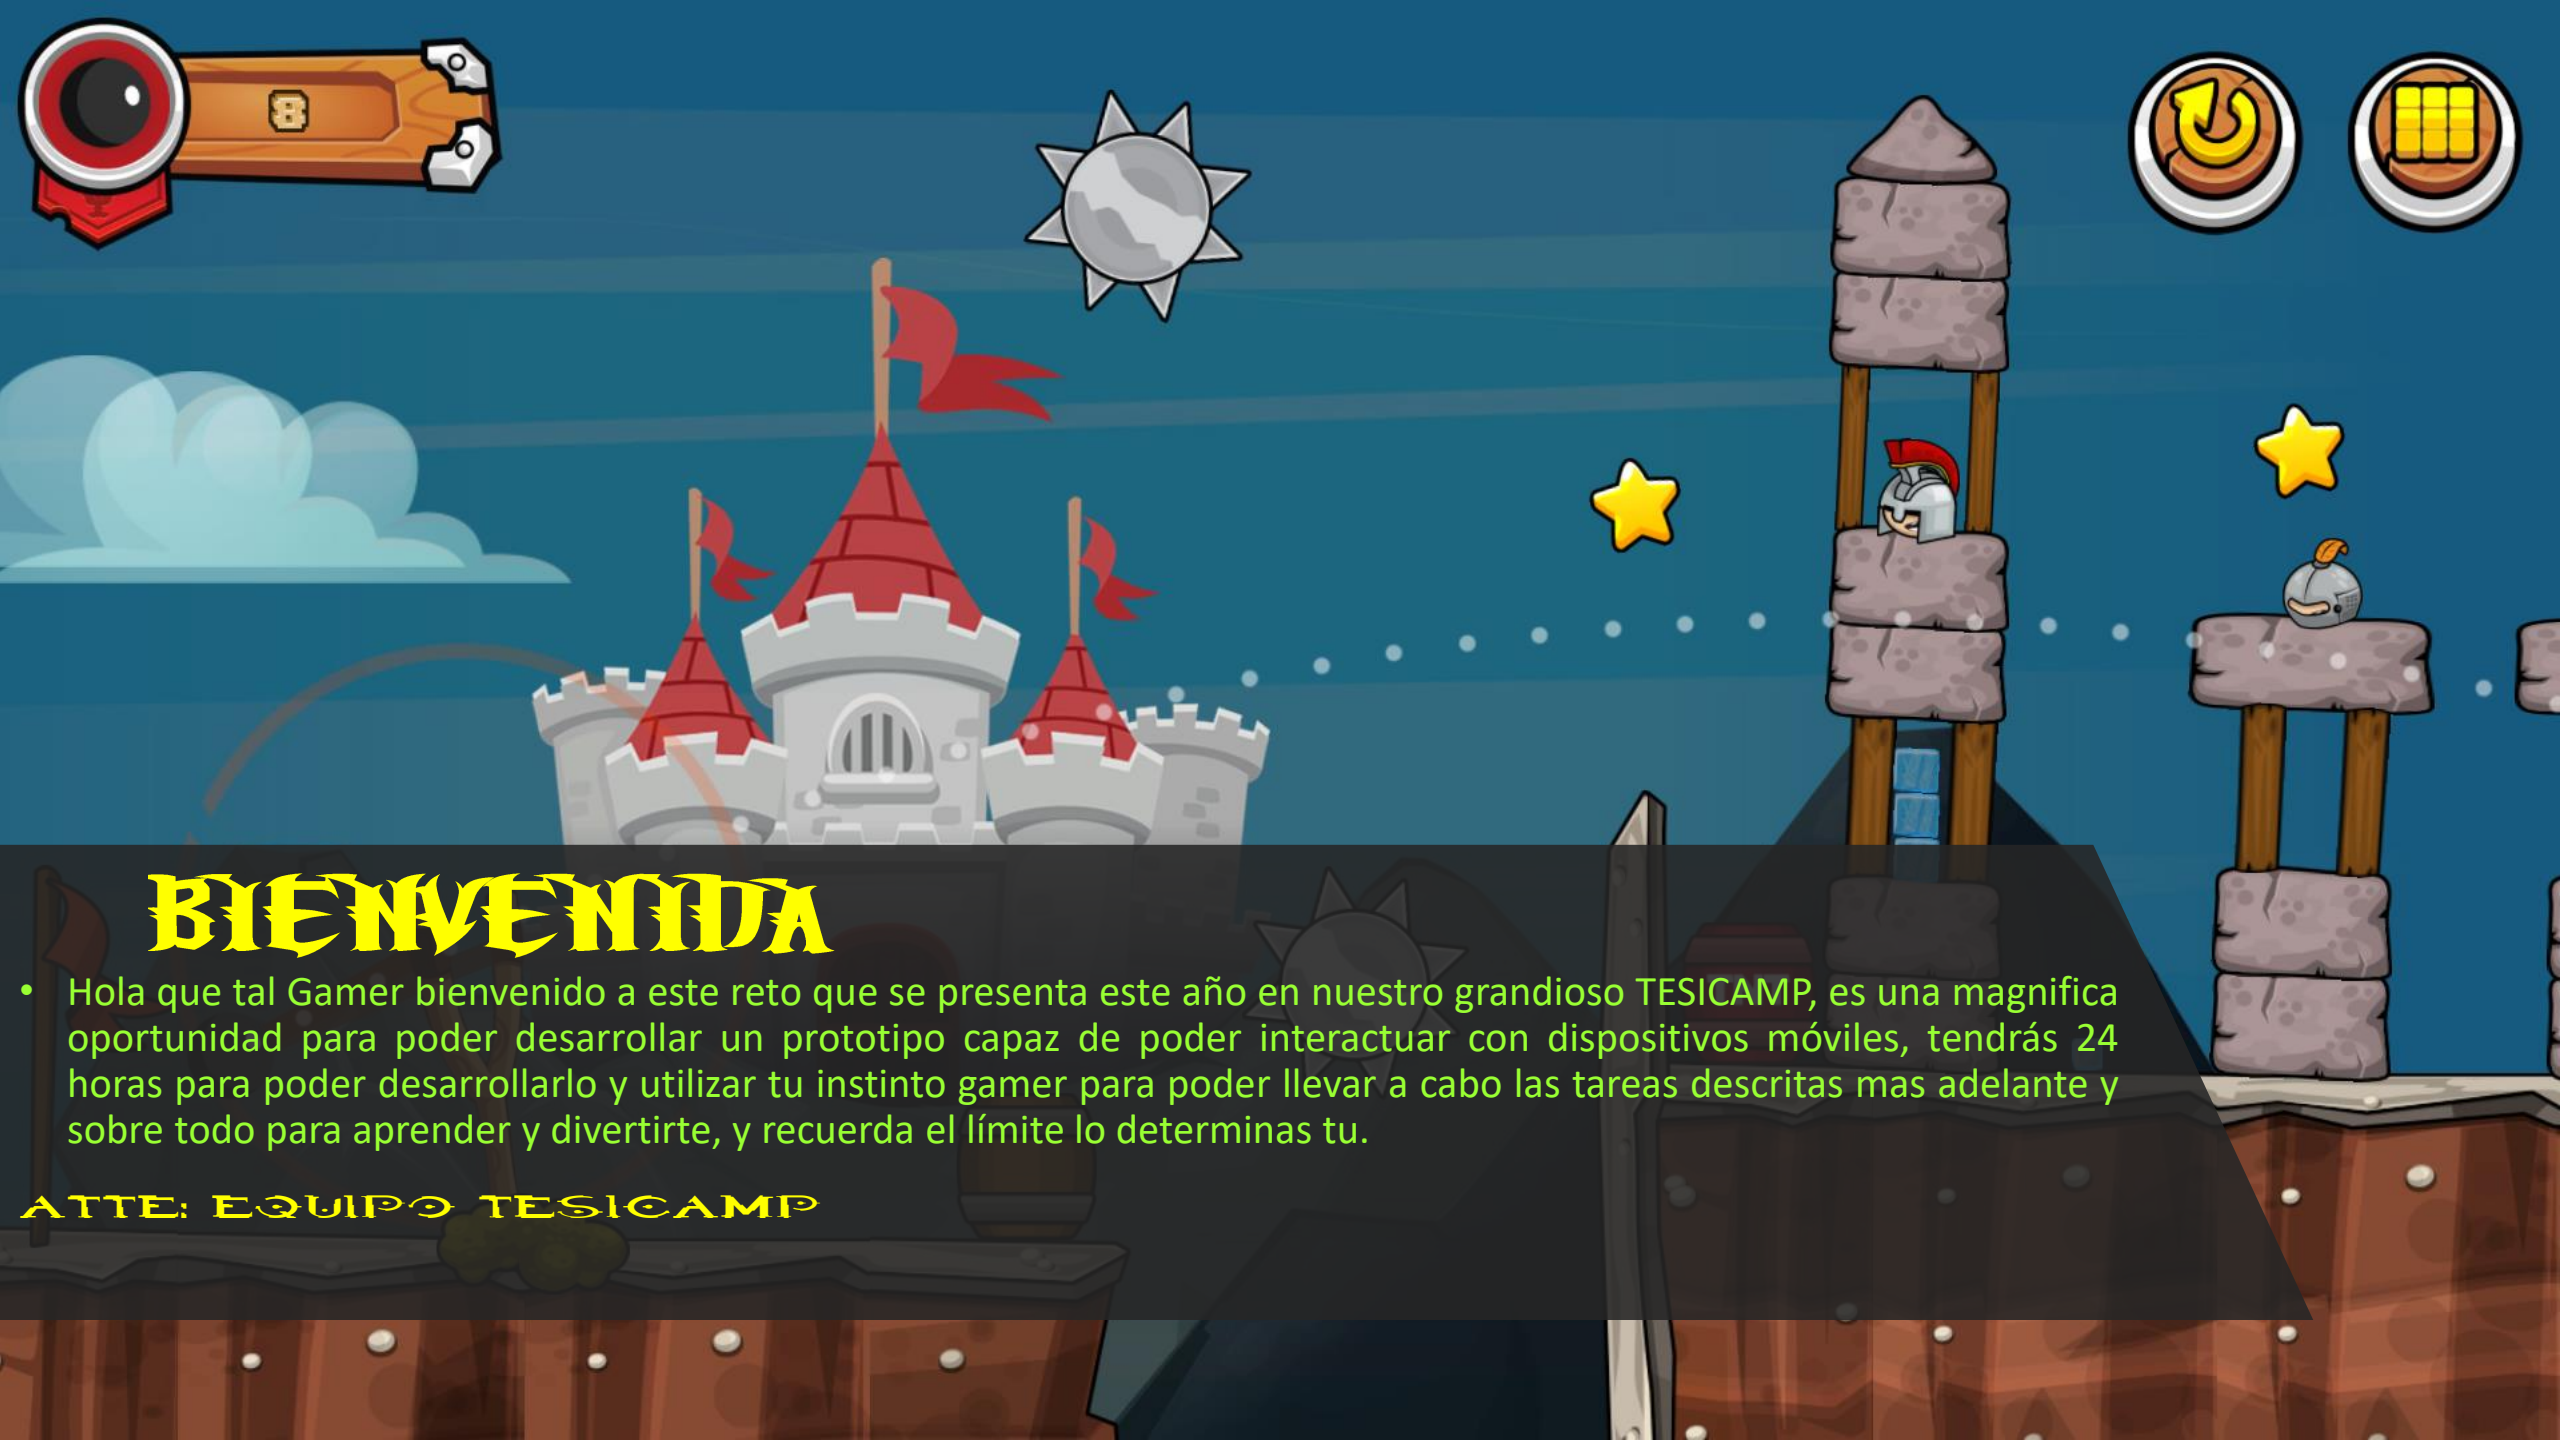 8
BIENVENIDA
• Hola que tal Gamer bienvenido a este reto que se presenta este año en nuestro grandioso TESICAMP, es una magnifica
oportunidad para poder desarrollar un prototipo capaz de poder interactuar con dispositivos móviles, tendrás 24
horas para poder desarrollarlo y utilizar tu instinto gamer para poder llevar a cabo las tareas descritas mas adelante y
sobre todo para aprender y divertirte, y recuerda el límite lo determinas tu.
ATTE: EQUIPO TESICAMP